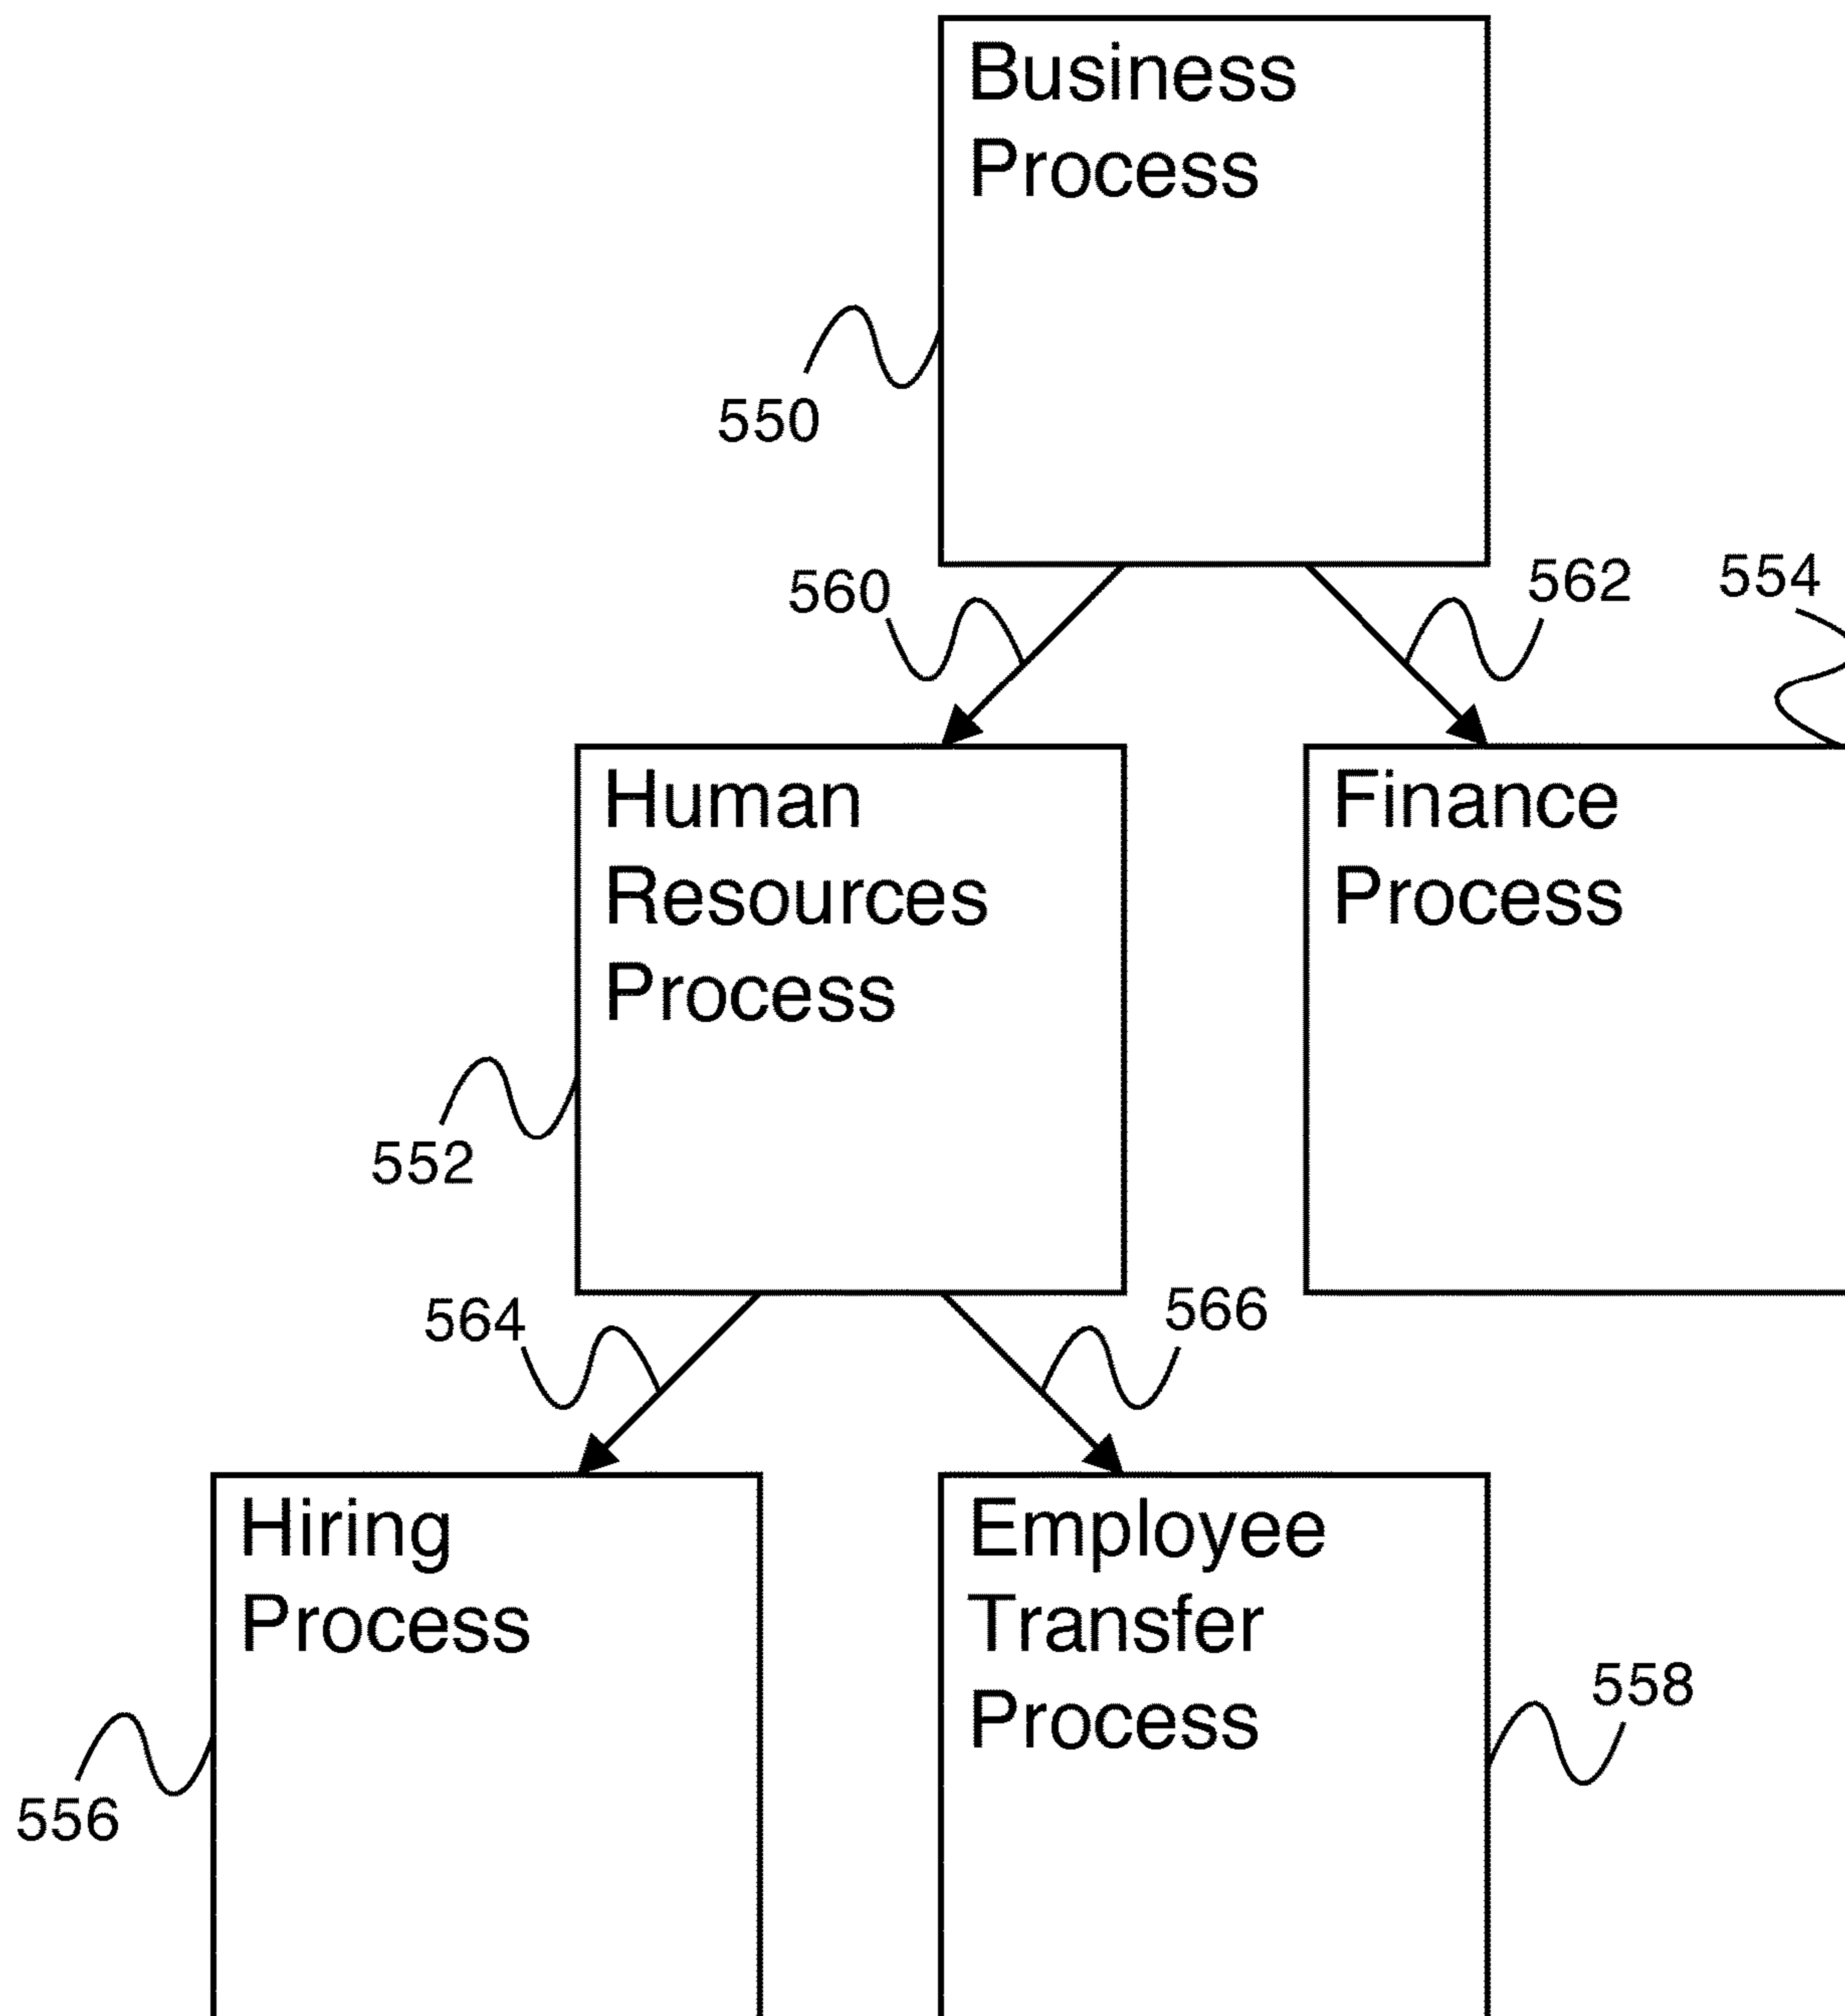 Business
Process
550
560
562
554
Human
Resources
Process
Finance
Process
552
564
566
Hiring
Process
Employee
Transfer
Process
558
556